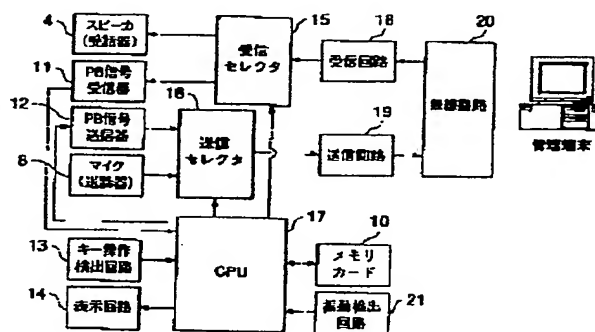 4
スピーカ
(受話器)
11
PB信号
受信器
12
PB信号
送信器
8
マイク
(送話器)
13
キー操作
検出回路
14
表示回路
15
受信
セレクタ
16
送信
セレクタ
17
CPU
18
受信回路
19
送信回路
20
無線回路
管理端末
10
メモリ
カード
振動検出
回路
21